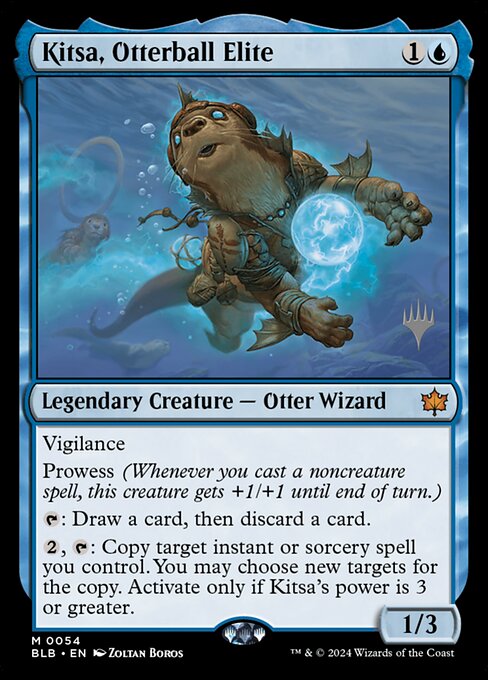 Kitsa, Otterball Elite 1
Legendary Creature — Otter Wizard
Vigilance
Prowess (Whenever you cast a noncreature
spell, this creature gets +1/+1 until end of turn.)
: Draw a card, then discard a card.
2, : Copy target instant or sorcery spell
you control. You may choose new targets for
the copy. Activate only if Kitsa's power is 3
or greater.
1/3
M 0054
BLB • EN Zoltan Boros
™ & © 2024 Wizards of the Coast